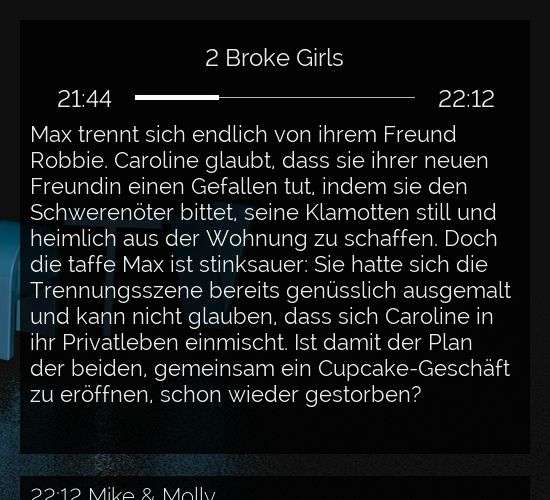 2 Broke Girls
21:44 22:12
Max trennt sich endlich von ihrem Freund
Robbie. Caroline glaubt, dass sie ihrer neuen
Freundin einen Gefallen tut, indem sie den
Schwerenöter bittet, seine Klamotten still und
heimlich aus der Wohnung zu schaffen. Doch
die taffe Max ist stinksauer: Sie hatte sich die
Trennungsszene bereits genüsslich ausgemalt
und kann nicht glauben, dass sich Caroline in
ihr Privatleben einmischt. Ist damit der Plan
der beiden, gemeinsam ein Cupcake-Geschäft
zu eröffnen, schon wieder gestorben?
22:12 Mike & Molly